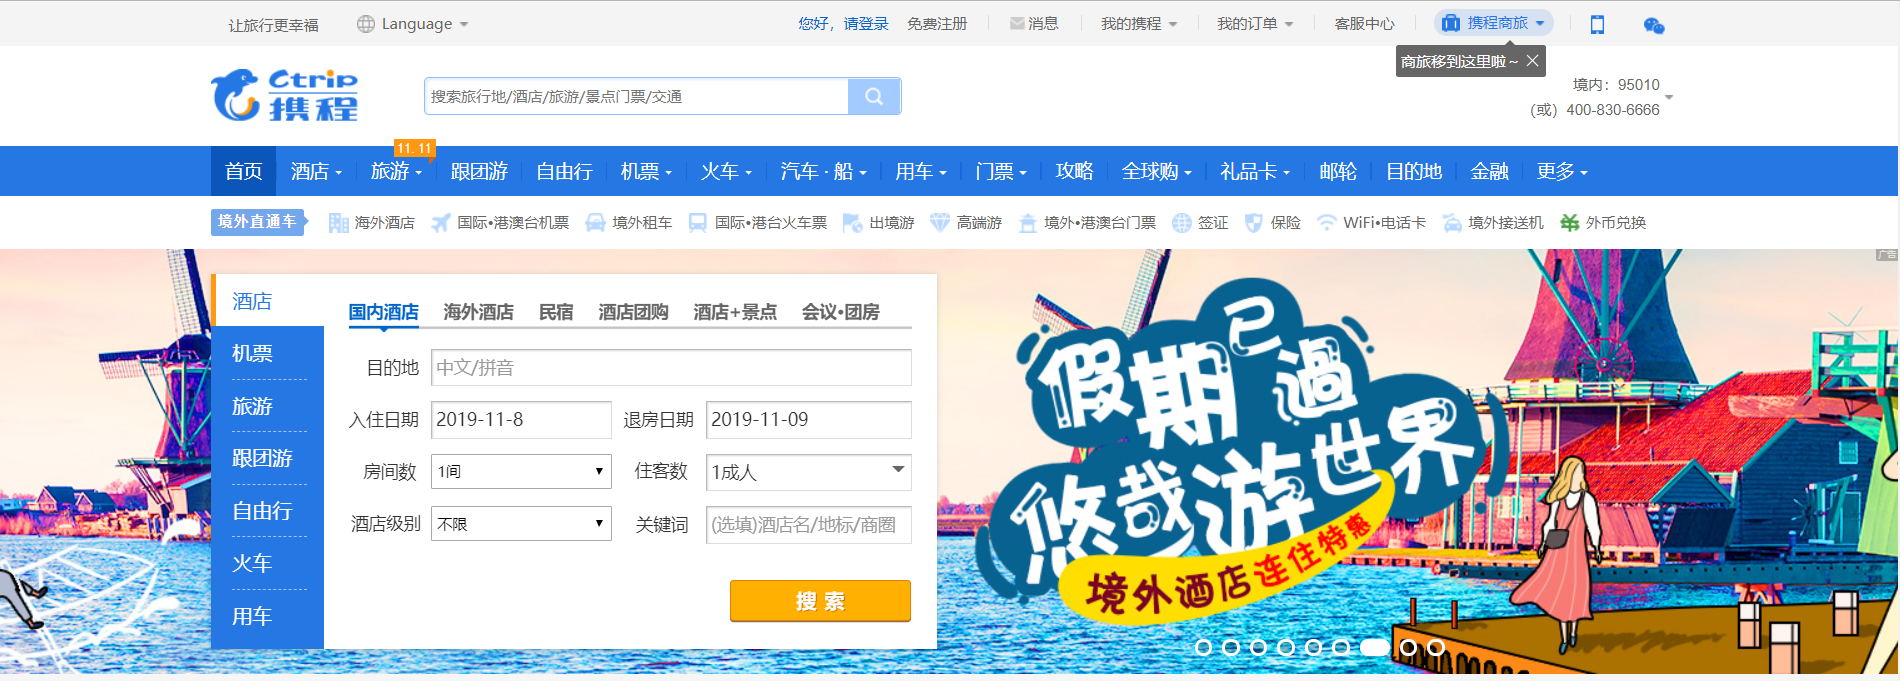 让旅行更幸福 Language 您好，请登录 免费注册 消息 我的携程 我的订单 客服中心 携程商旅
商旅移到这里啦～
Ctrip
携程
搜索旅行地/酒店/旅游/景点门票/交通
境内：95010
(或) 400-830-6666
11.11
首页 酒店 旅游 跟团游 自由行 机票 火车 汽车·船 用车 门票 攻略 全球购 礼品卡 邮轮 目的地 金融 更多
境外直通车 海外酒店 国际•港澳台机票 境外租车 国际•港台火车票 出境游 高端游 境外•港澳台门票 签证 保险 WiFi•电话卡 境外接送机 外币兑换
广告
酒店
机票
旅游
跟团游
自由行
火车
用车
国内酒店 海外酒店 民宿 酒店团购 酒店+景点 会议•团房
目的地 中文/拼音
入住日期 2019-11-8 退房日期 2019-11-09
房间数 1间 住客数 1成人
酒店级别 不限 关键词 (选填)酒店名/地标/商圈
搜 索
假期已過
悠哉游世界
境外酒店连住特惠